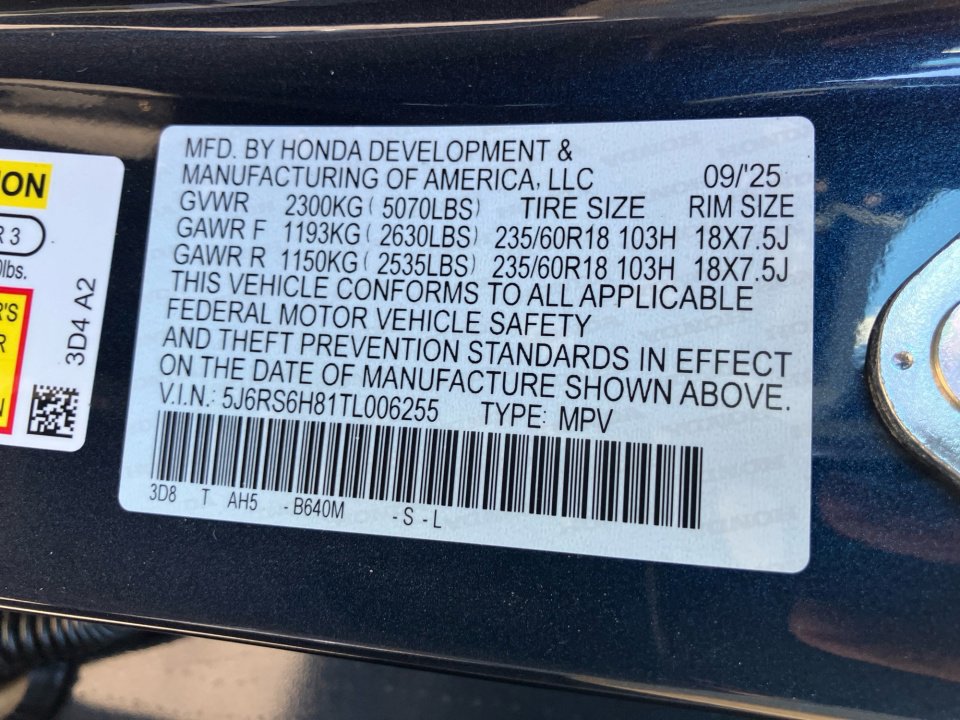 MFD. BY HONDA DEVELOPMENT &
MANUFACTURING OF AMERICA, LLC 09/'25
GVWR 2300KG ( 5070LBS) TIRE SIZE RIM SIZE
GAWR F 1193KG ( 2630LBS) 235/60R18 103H 18X7.5J
GAWR R 1150KG ( 2535LBS) 235/60R18 103H 18X7.5J
THIS VEHICLE CONFORMS TO ALL APPLICABLE
FEDERAL MOTOR VEHICLE SAFETY
AND THEFT PREVENTION STANDARDS IN EFFECT
ON THE DATE OF MANUFACTURE SHOWN ABOVE.
V.I.N.: 5J6RS6H81TL006255 TYPE: MPV
3D8 T AH5 -B640M -S -L
3D4 A2
lbs.